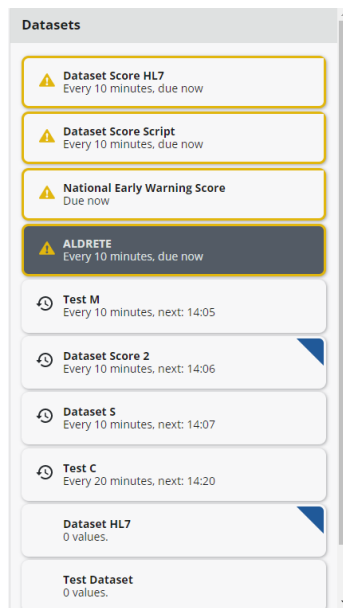 Datasets
Dataset Score HL7
Every 10 minutes, due now
Dataset Score Script
Every 10 minutes, due now
National Early Warning Score
Due now
ALDRETE
Every 10 minutes, due now
Test M
Every 10 minutes, next: 14:05
Dataset Score 2
Every 10 minutes, next: 14:06
Dataset S
Every 10 minutes, next: 14:07
Test C
Every 20 minutes, next: 14:20
Dataset HL7
0 values.
Test Dataset
0 values.